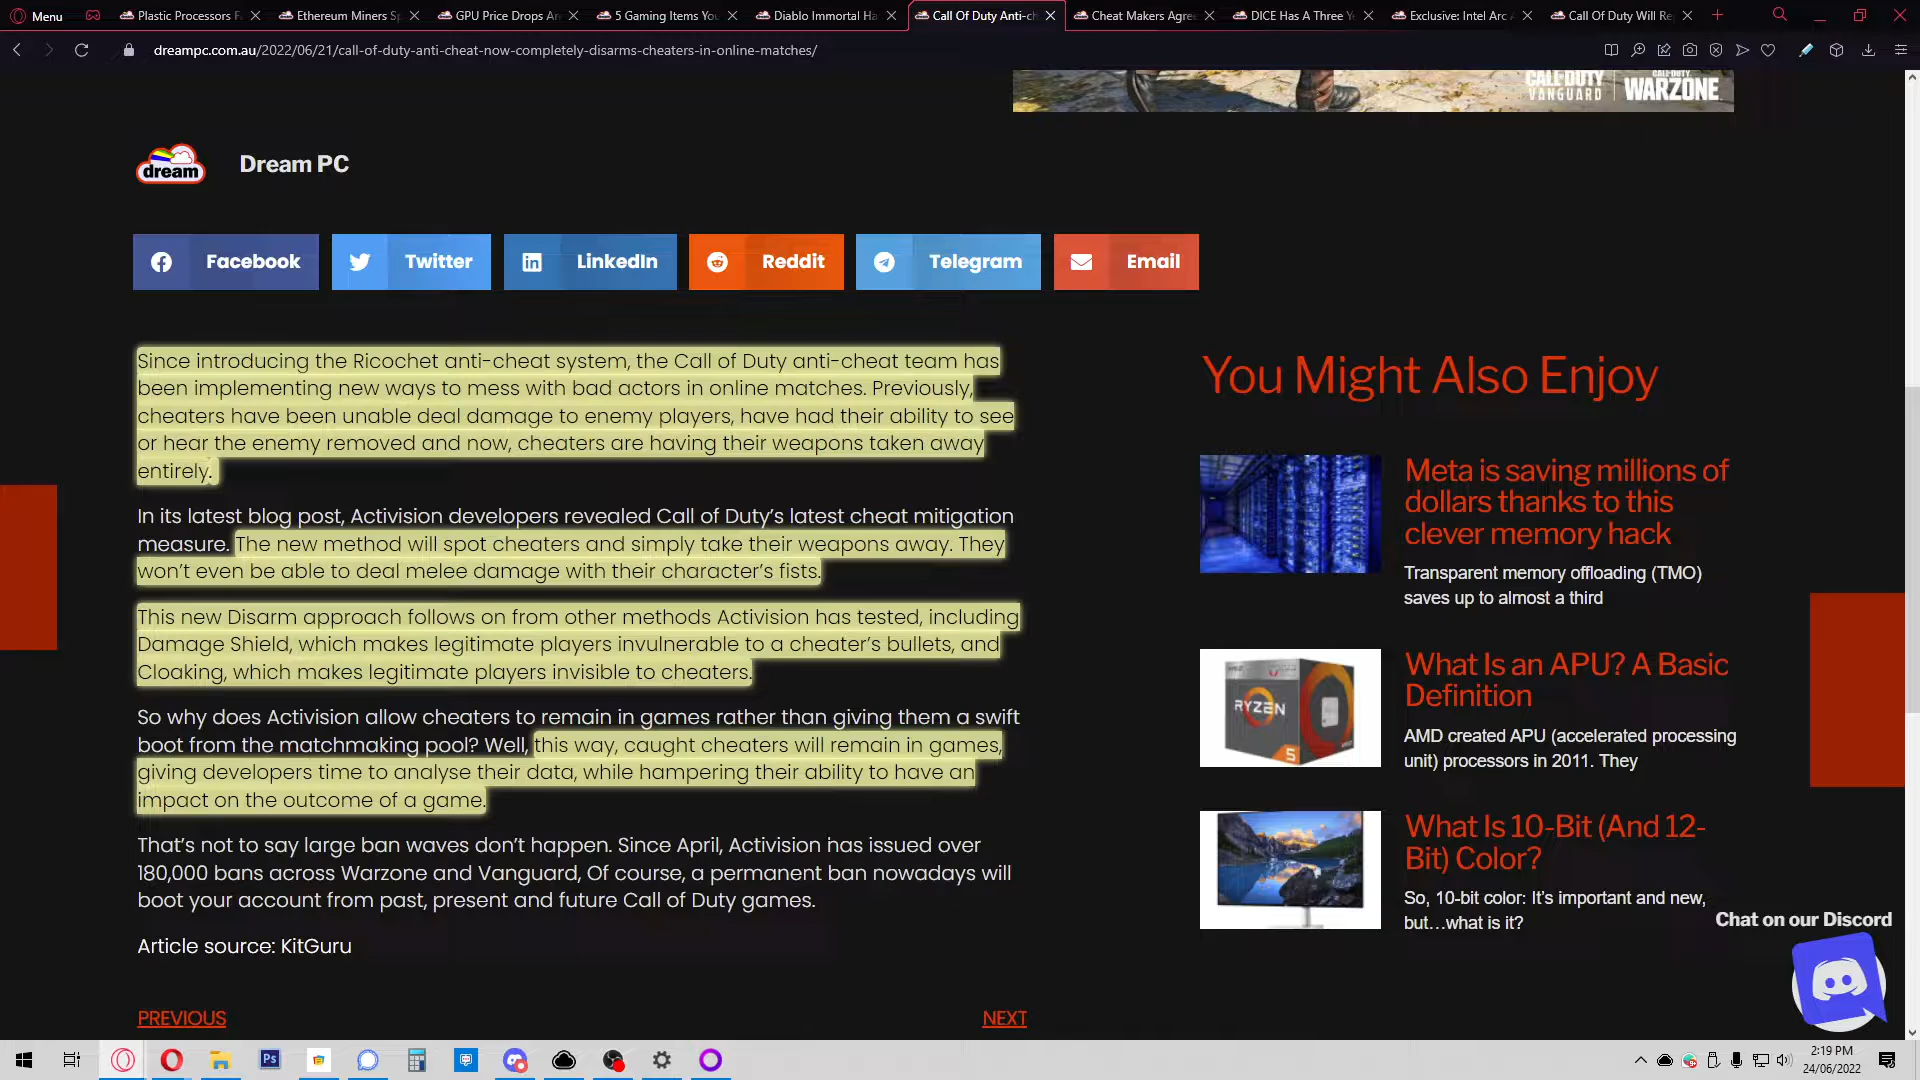 Menu
Plastic Processors F
Ethereum Miners Sp
GPU Price Drops Ar
5 Gaming Items You
Diablo Immortal Ha
Call Of Duty Anti-ch
Cheat Makers Agree
DICE Has A Three Ye
Exclusive: Intel Arc A
Call Of Duty Will Re
dreampc.com.au/2022/06/21/call-of-duty-anti-cheat-now-completely-disarms-cheaters-in-online-matches/
CALL OF DUTY
VANGUARD
CALL OF DUTY
WARZONE
dream
Dream PC
Facebook
Twitter
LinkedIn
Reddit
Telegram
Email
Since introducing the Ricochet anti-cheat system, the Call of Duty anti-cheat team has
been implementing new ways to mess with bad actors in online matches. Previously,
cheaters have been unable deal damage to enemy players, have had their ability to see
or hear the enemy removed and now, cheaters are having their weapons taken away
entirely.
In its latest blog post, Activision developers revealed Call of Duty's latest cheat mitigation
measure. The new method will spot cheaters and simply take their weapons away. They
won't even be able to deal melee damage with their character's fists.
This new Disarm approach follows on from other methods Activision has tested, including
Damage Shield, which makes legitimate players invulnerable to a cheater's bullets, and
Cloaking, which makes legitimate players invisible to cheaters.
So why does Activision allow cheaters to remain in games rather than giving them a swift
boot from the matchmaking pool? Well, this way, caught cheaters will remain in games,
giving developers time to analyse their data, while hampering their ability to have an
impact on the outcome of a game.
That's not to say large ban waves don't happen. Since April, Activision has issued over
180,000 bans across Warzone and Vanguard, Of course, a permanent ban nowadays will
boot your account from past, present and future Call of Duty games.
Article source: KitGuru
PREVIOUS
NEXT
You Might Also Enjoy
Meta is saving millions of
dollars thanks to this
clever memory hack
Transparent memory offloading (TMO)
saves up to almost a third
RYZEN
5
What Is an APU? A Basic
Definition
AMD created APU (accelerated processing
unit) processors in 2011. They
What Is 10-Bit (And 12-
Bit) Color?
So, 10-bit color: It's important and new,
but…what is it?
Chat on our Discord
Ps
2:19 PM
24/06/2022